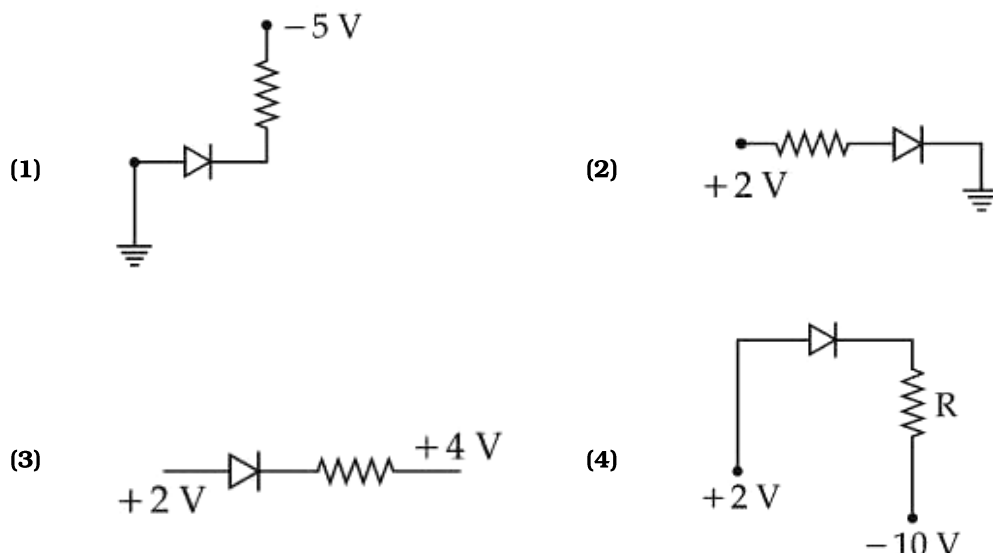 − 5 V
(1)
(2)
+2 V
(3)
+2 V
+4 V
(4)
R
+2 V
− 10 V